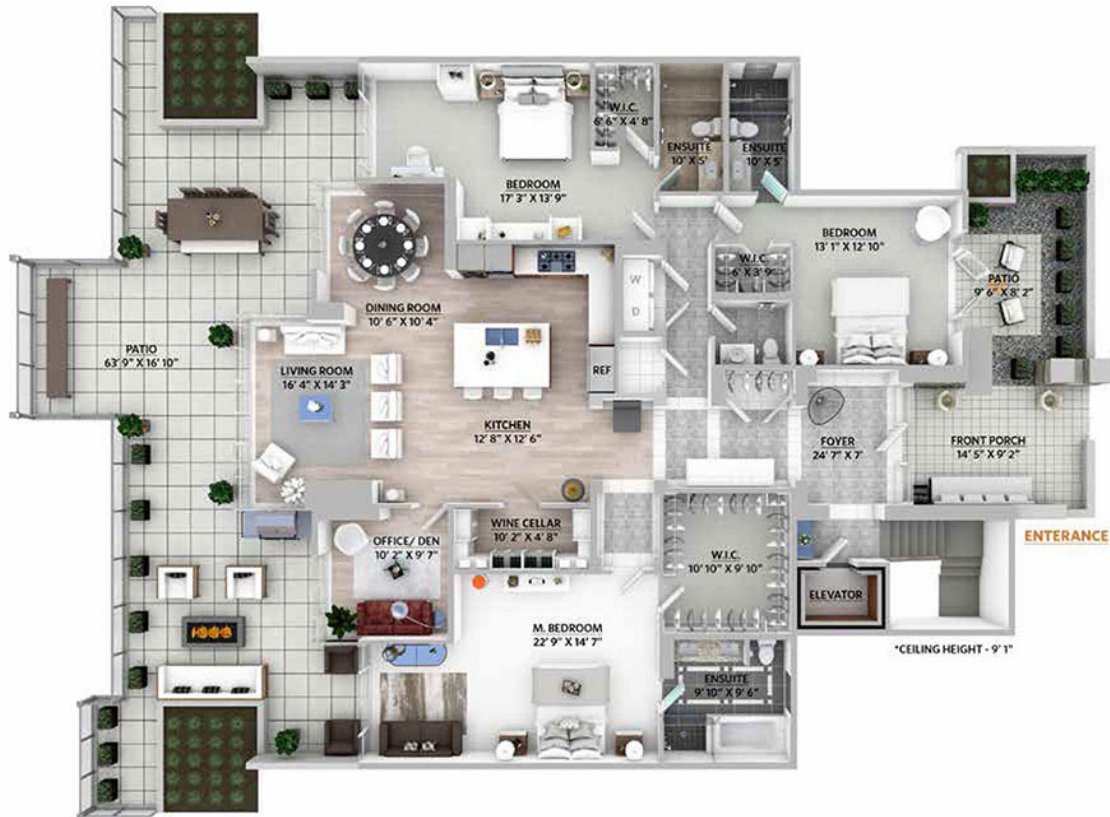 W.I.C.
6' 6" X 4' 8"
ENSUITE
10' X 5'
ENSUITE
10' X 5'
BEDROOM
17' 3" X 13' 9"
BEDROOM
13' 1" X 12' 10"
W.I.C.
6' X 3' 9"
PATIO
9' 6" X 8' 2"
W
D
DINING ROOM
10' 6" X 10' 4"
PATIO
63' 9" X 16' 10"
LIVING ROOM
16' 4" X 14' 3"
REF
KITCHEN
12' 8" X 12' 6"
FOYER
24' 7" X 7'
FRONT PORCH
14' 5" X 9' 2"
WINE CELLAR
10' 2" X 4' 8"
OFFICE/ DEN
10' 2" X 9' 7"
ENTERANCE
W.I.C.
10' 10" X 9' 10"
ELEVATOR
M. BEDROOM
22' 9" X 14' 7"
*CEILING HEIGHT - 9' 1"
ENSUITE
9' 10" X 9' 6"